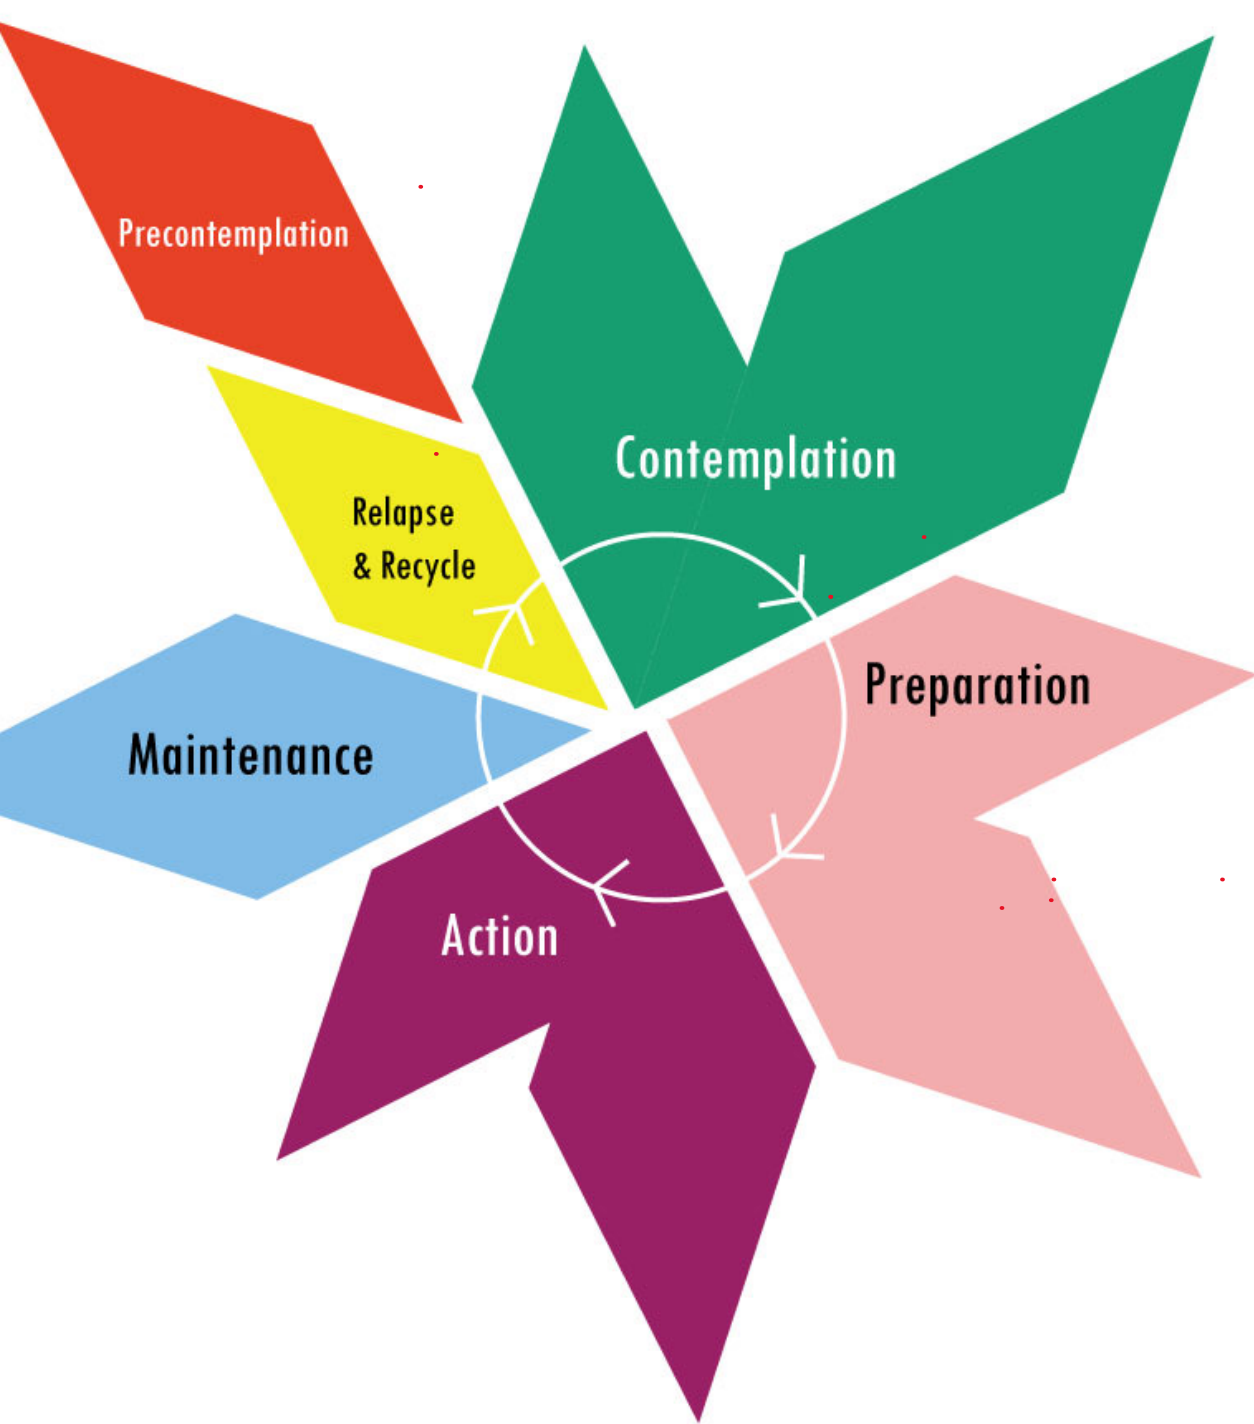 Precontemplation
Contemplation
Relapse
& Recycle
Preparation
Maintenance
Action